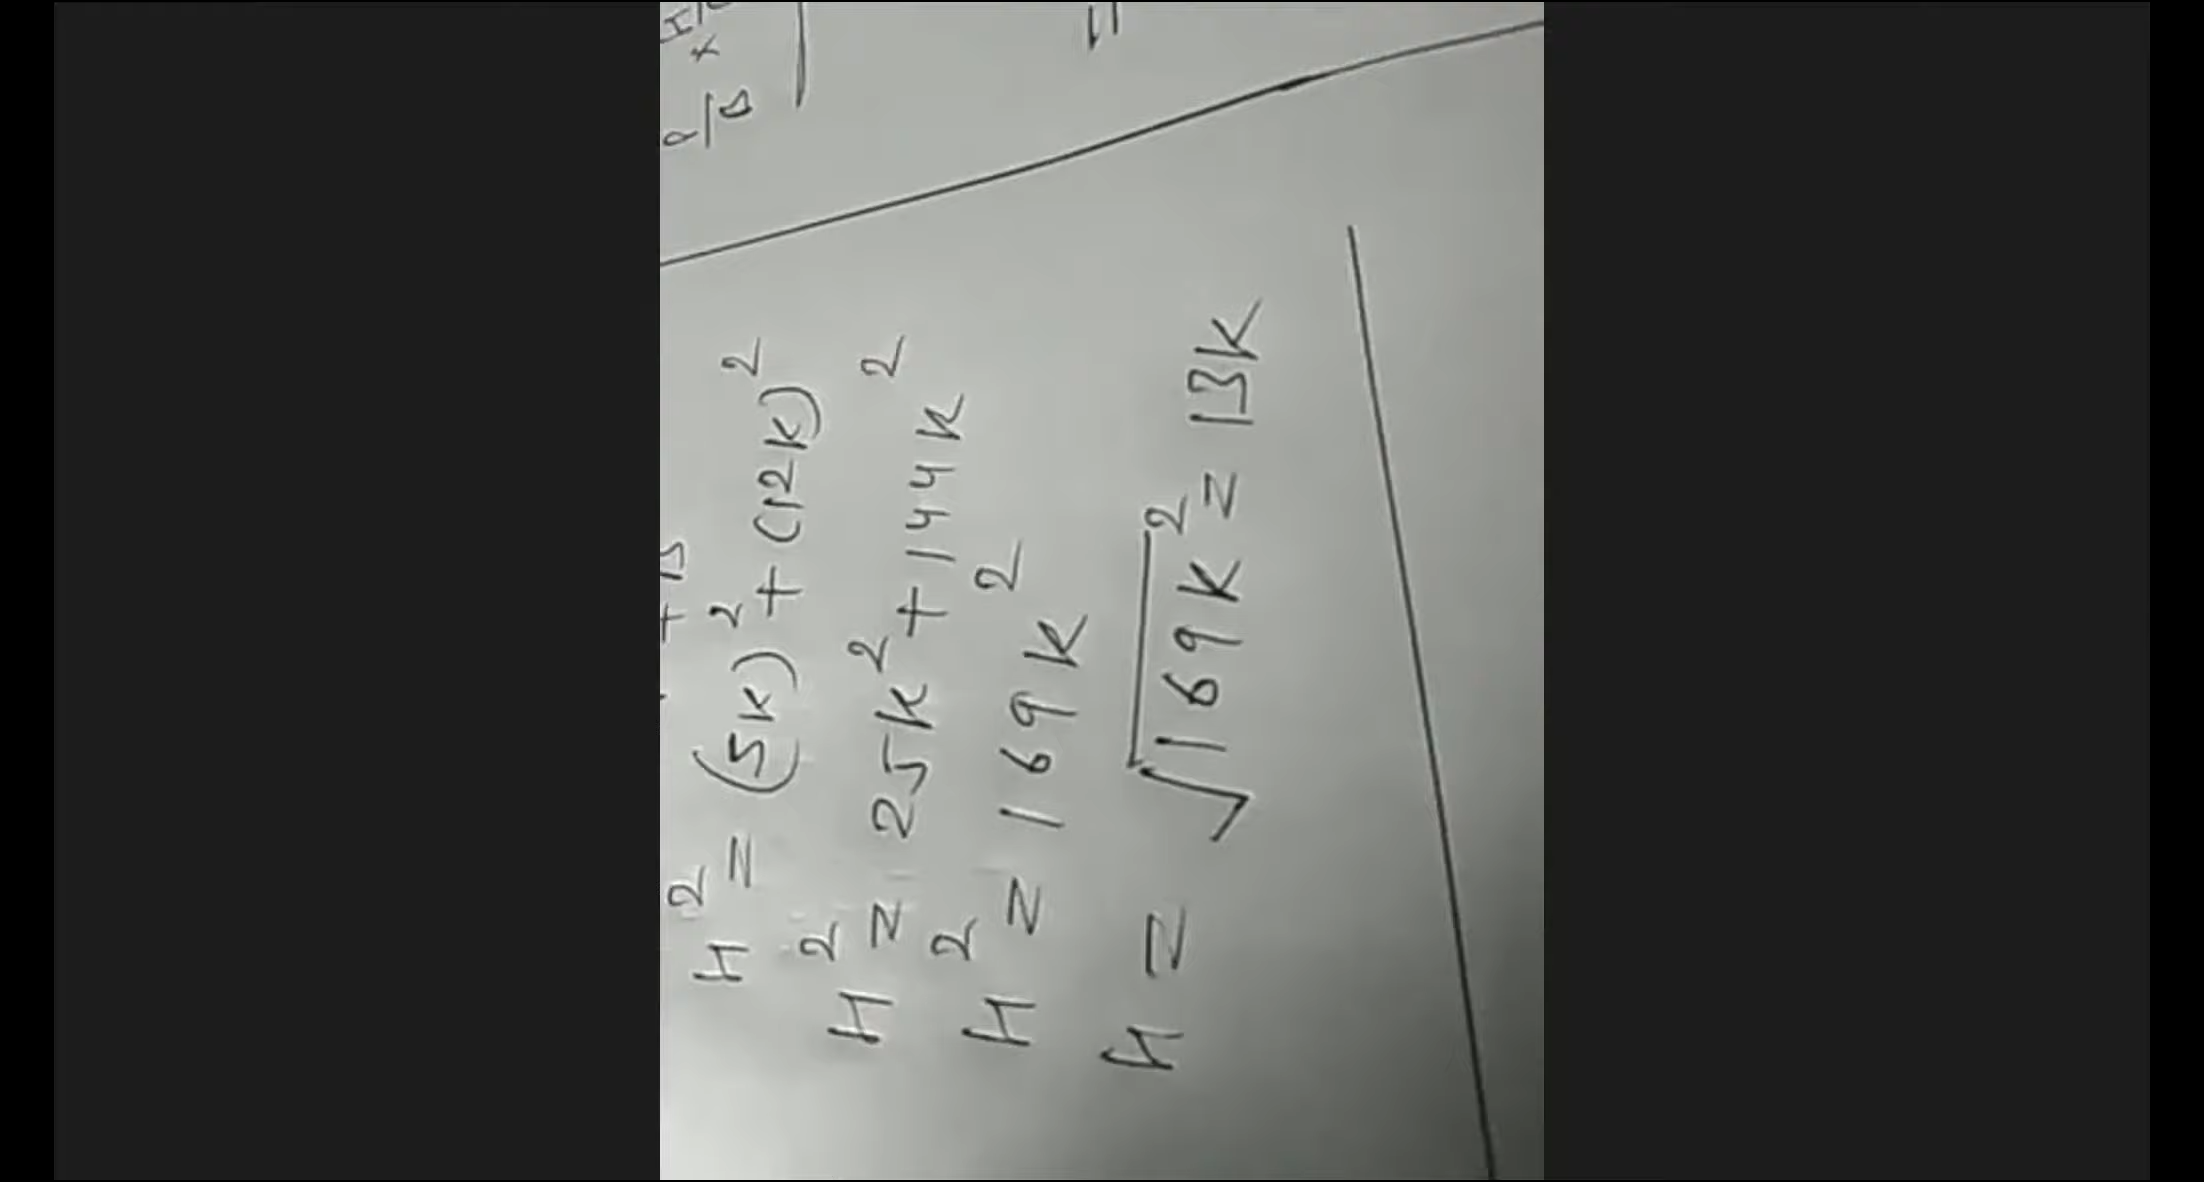 H² = (5K)² + (12K)²
H² = 25K² + 144K²
H² = 169K²
H = √169K² = 13K